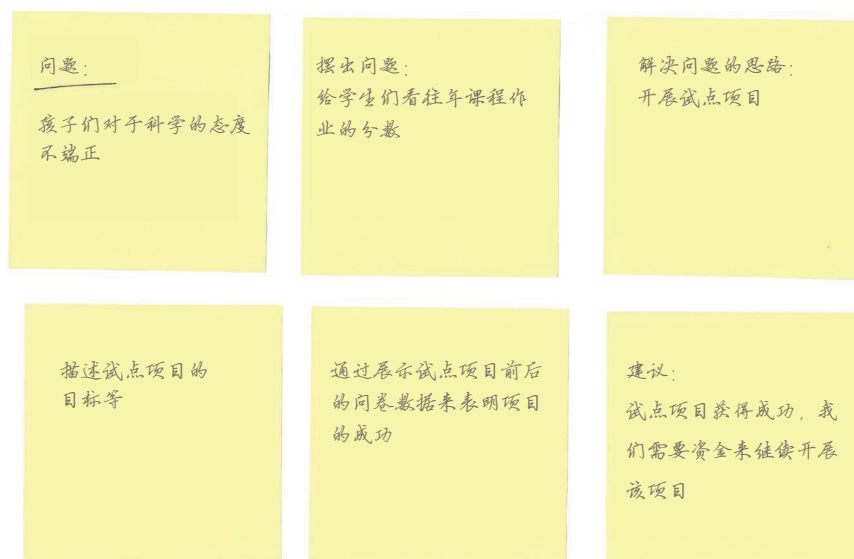 问题：
孩子们对于科学的态度
不端正
摆出问题：
给学生们看往年课程作
业的分数
解决问题的思路：
开展试点项目
描述试点项目的
目标等
通过展示试点项目前后
的问卷数据来表明项目
的成功
建议：
试点项目获得成功，我
们需要资金来继续开展
该项目